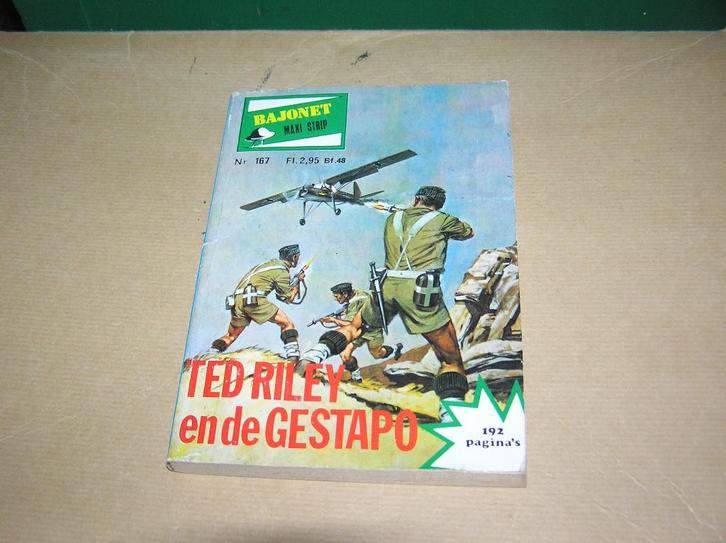 BAJONET
MAXI STRIP
Nr 167 Fl. 2,95 Bf. 48
TED RILEY
en de GESTAPO
192
pagina's